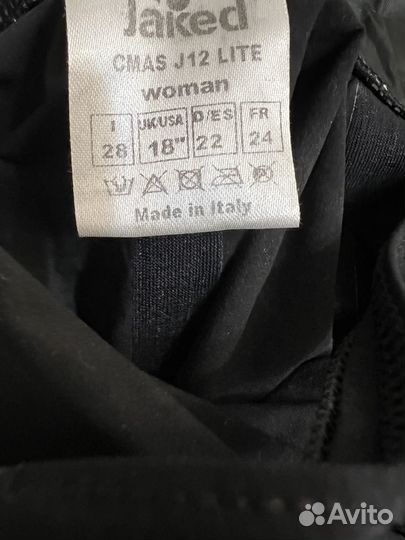 jaked
CMAS J12 LITE
woman
I UK/USA D/ES FR
28 18" 22 24
Made in Italy
Avito